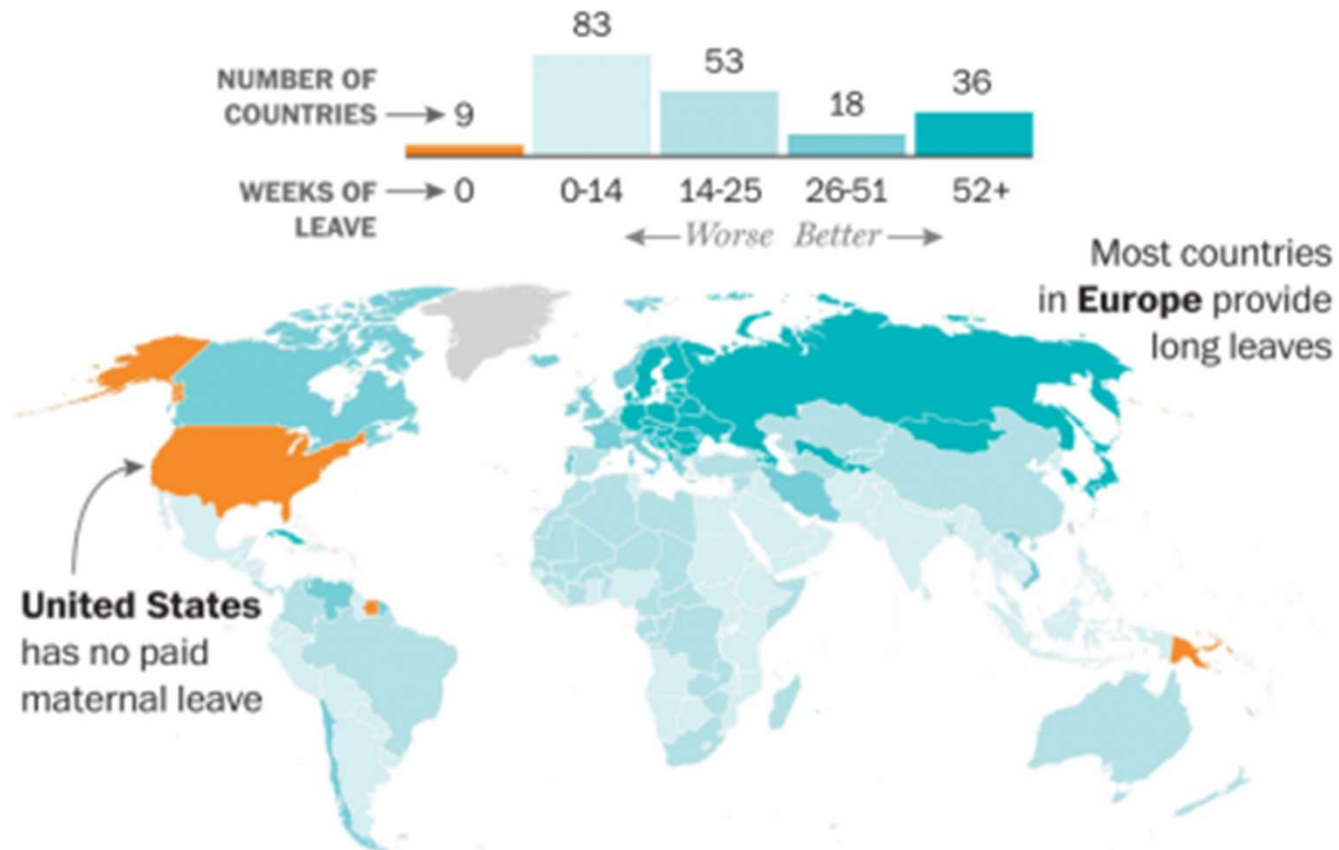 83
53
36
18
NUMBER OF
COUNTRIES → 9
WEEKS OF → 0 0-14 14-25 26-51 52+
LEAVE
← Worse Better →
Most countries
in Europe provide
long leaves
United States
has no paid
maternal leave